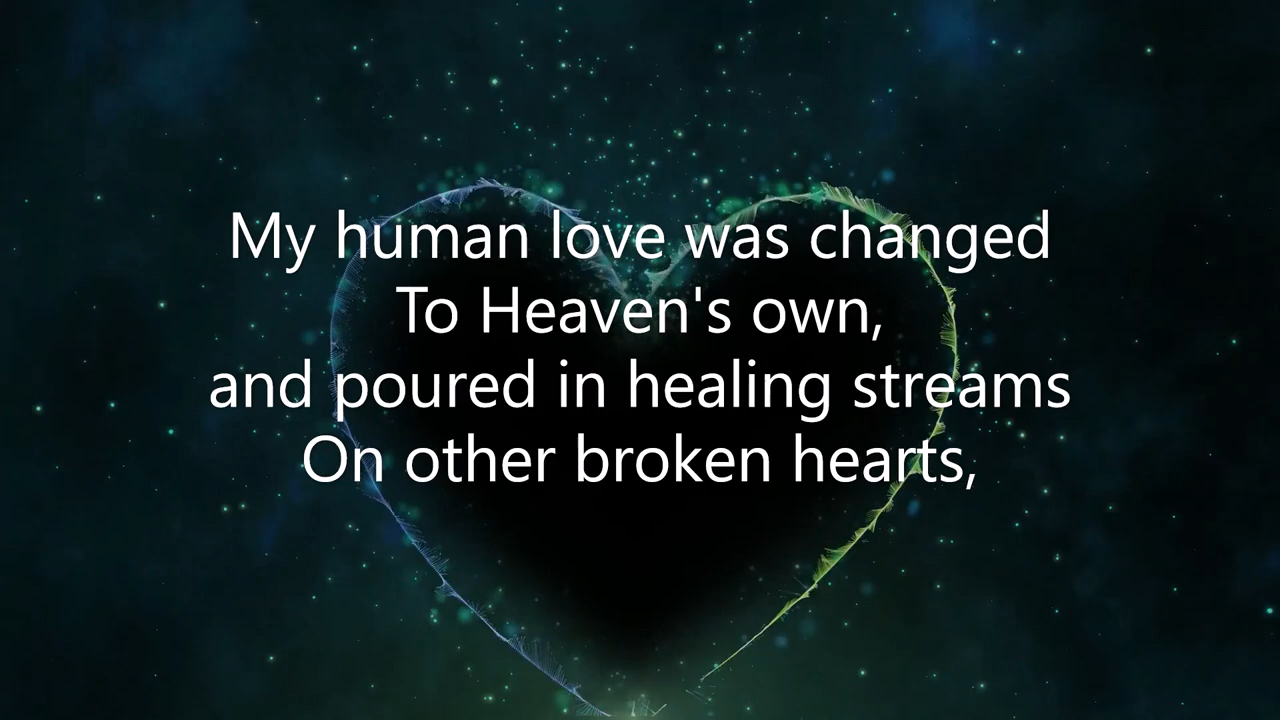 My human love was changed
To Heaven's own,
and poured in healing streams
On other broken hearts,